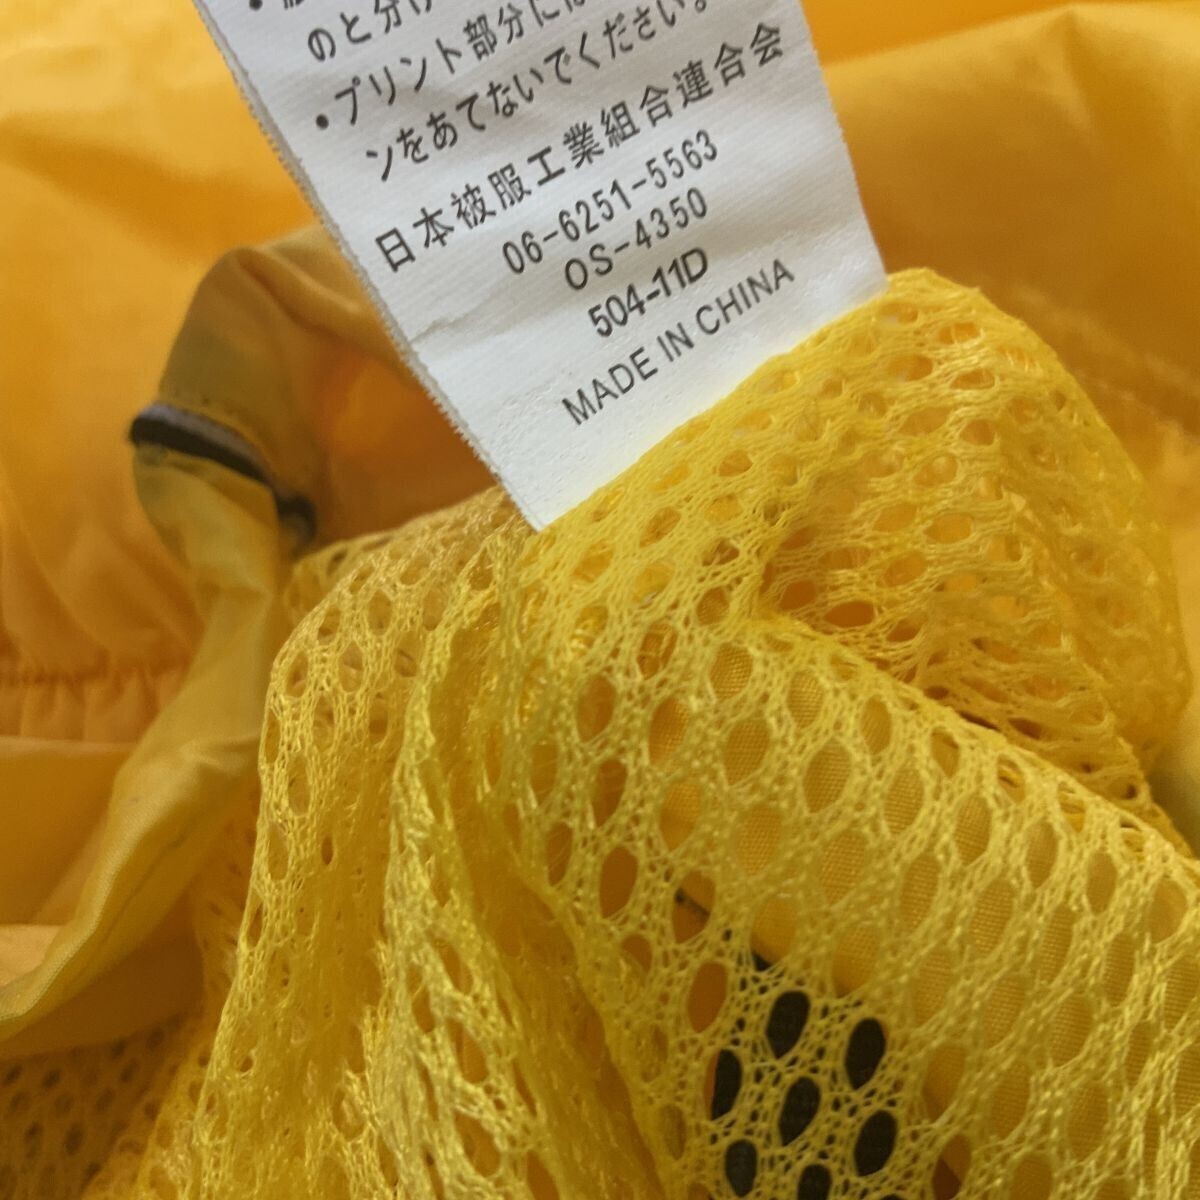 のと分け
・プリント部分には
ンをあてないでください。
日本被服工業組合連合会
06-6251-5563
OS-4350
504-11D
MADE IN CHINA